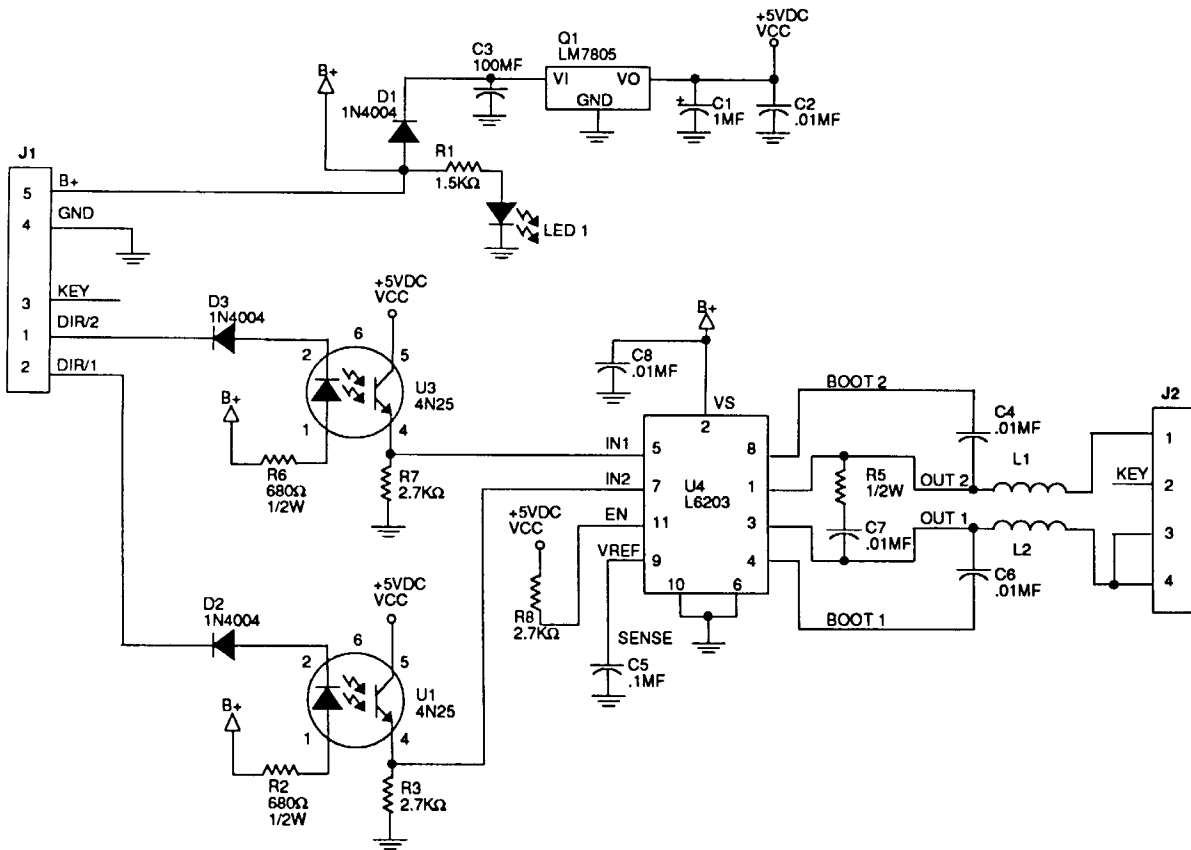 +5VDC
VCC
Q1
LM7805
C3
100MF
B+
VI
VO
GND
D1
1N4004
+
C1
1MF
C2
.01MF
J1
R1
1.5KΩ
5
B+
4
GND
LED 1
3
KEY
1
DIR/2
2
DIR/1
D3
1N4004
+5VDC
VCC
6
2
5
U3
4N25
1
4
B+
R6
680Ω
1/2W
R7
2.7KΩ
B+
C8
.01MF
VS
2
BOOT 2
J2
C4
.01MF
IN1
5
8
1
L1
IN2
7
U4
L6203
1
R5
1/2W
OUT 2
KEY
2
+5VDC
VCC
EN
11
3
OUT 1
3
VREF
9
C7
.01MF
L2
4
10
6
4
C6
.01MF
R8
2.7KΩ
BOOT 1
SENSE
C5
.1MF
D2
1N4004
+5VDC
VCC
6
2
5
U1
4N25
1
4
B+
R2
680Ω
1/2W
R3
2.7KΩ